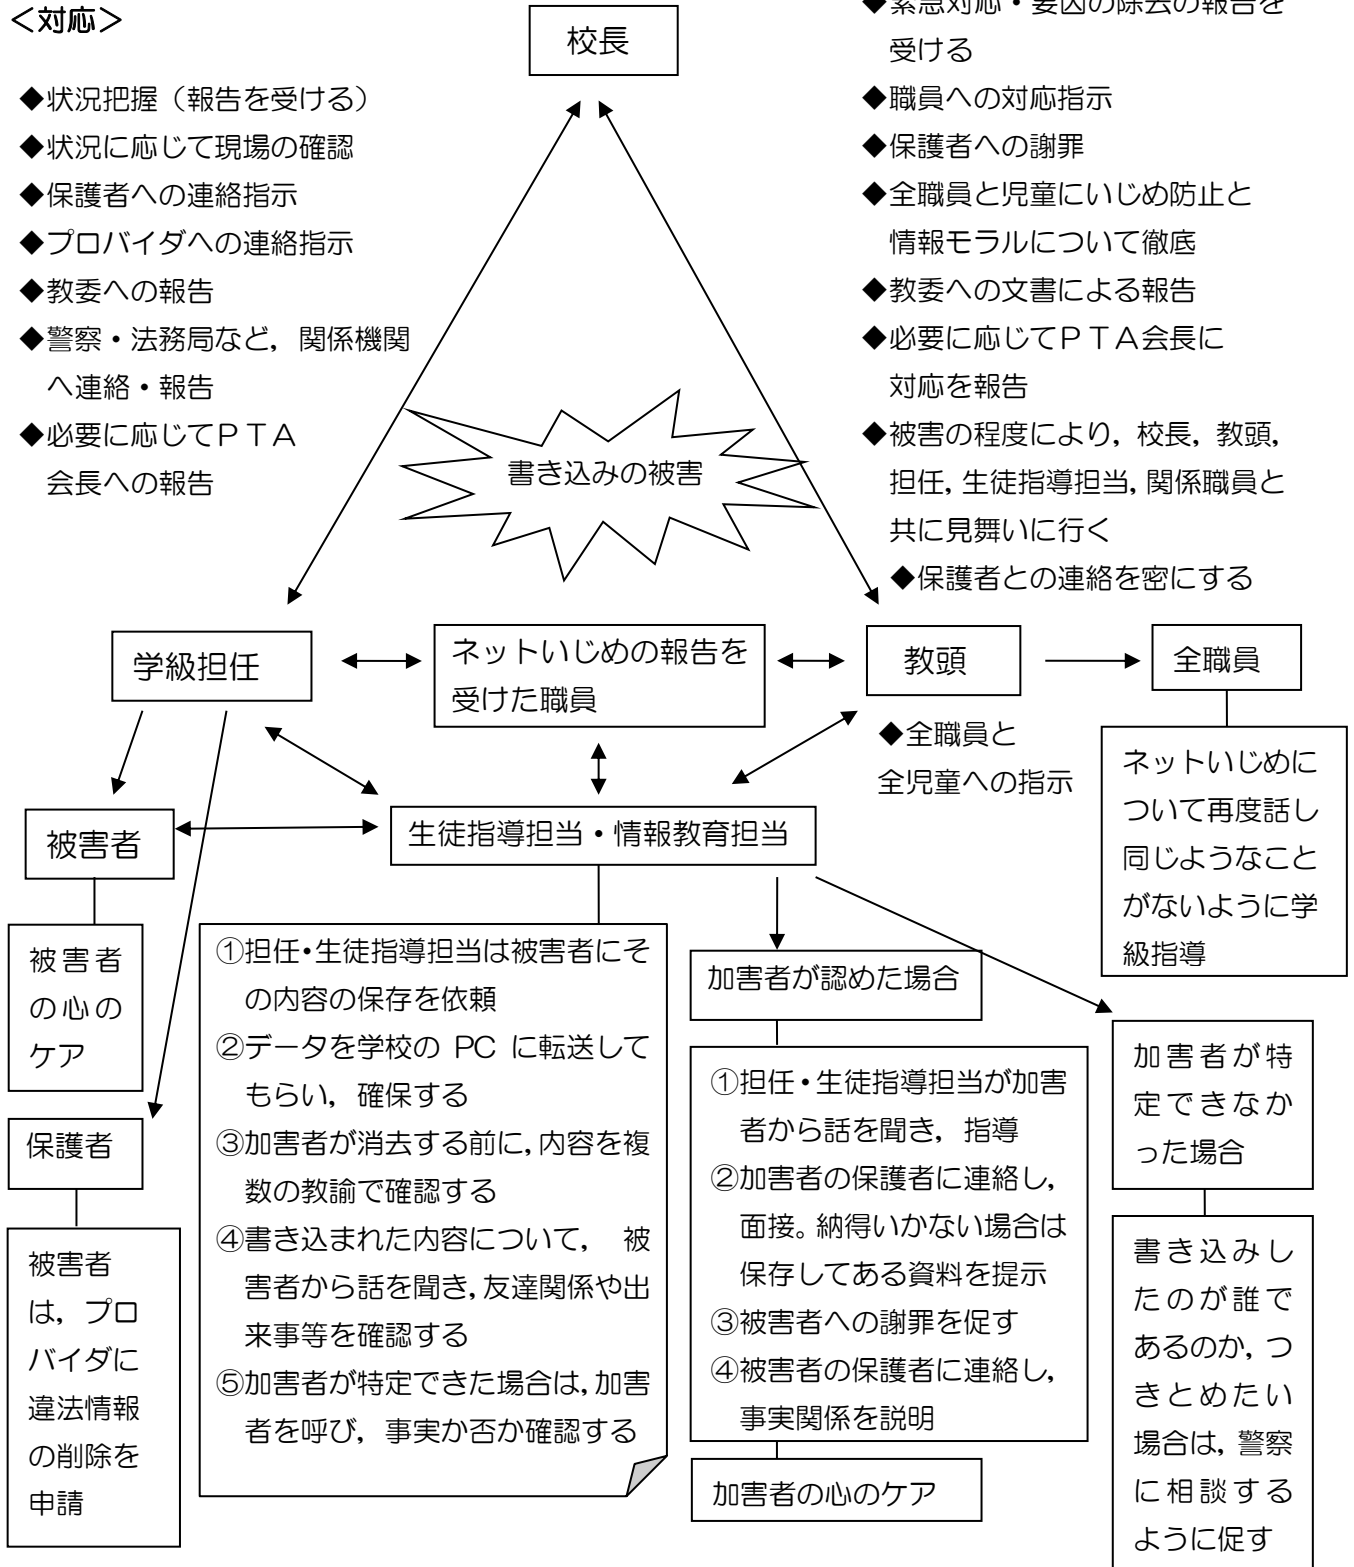 ＜対応＞
◆状況把握（報告を受ける）
◆状況に応じて現場の確認
◆保護者への連絡指示
◆プロバイダへの連絡指示
◆教委への報告
◆警察・法務局など，関係機関
へ連絡・報告
◆必要に応じてＰＴＡ
会長への報告
校長
◆緊急対応・要因の除去の報告を
受ける
◆職員への対応指示
◆保護者への謝罪
◆全職員と児童にいじめ防止と
情報モラルについて徹底
◆教委への文書による報告
◆必要に応じてＰＴＡ会長に
対応を報告
◆被害の程度により，校長，教頭，
担任，生徒指導担当，関係職員と
共に見舞いに行く
◆保護者との連絡を密にする
書き込みの被害
学級担任
ネットいじめの報告を
受けた職員
教頭
全職員
◆全職員と
全児童への指示
ネットいじめに
ついて再度話し
同じようなこと
がないように学
級指導
被害者
生徒指導担当・情報教育担当
被害者
の心の
ケア
保護者
被害者
は，プロ
バイダに
違法情報
の削除を
申請
①担任・生徒指導担当は被害者にそ
の内容の保存を依頼
②データを学校の PC に転送して
もらい，確保する
③加害者が消去する前に，内容を複
数の教諭で確認する
④書き込まれた内容について，　被
害者から話を聞き，友達関係や出
来事等を確認する
⑤加害者が特定できた場合は，加害
者を呼び，事実か否か確認する
加害者が認めた場合
①担任・生徒指導担当が加害
者から話を聞き，指導
②加害者の保護者に連絡し，
面接。納得いかない場合は
保存してある資料を提示
③被害者への謝罪を促す
④被害者の保護者に連絡し，
事実関係を説明
加害者の心のケア
加害者が特
定できなか
った場合
書き込みし
たのが誰で
あるのか，つ
きとめたい
場合は，警察
に相談する
ように促す